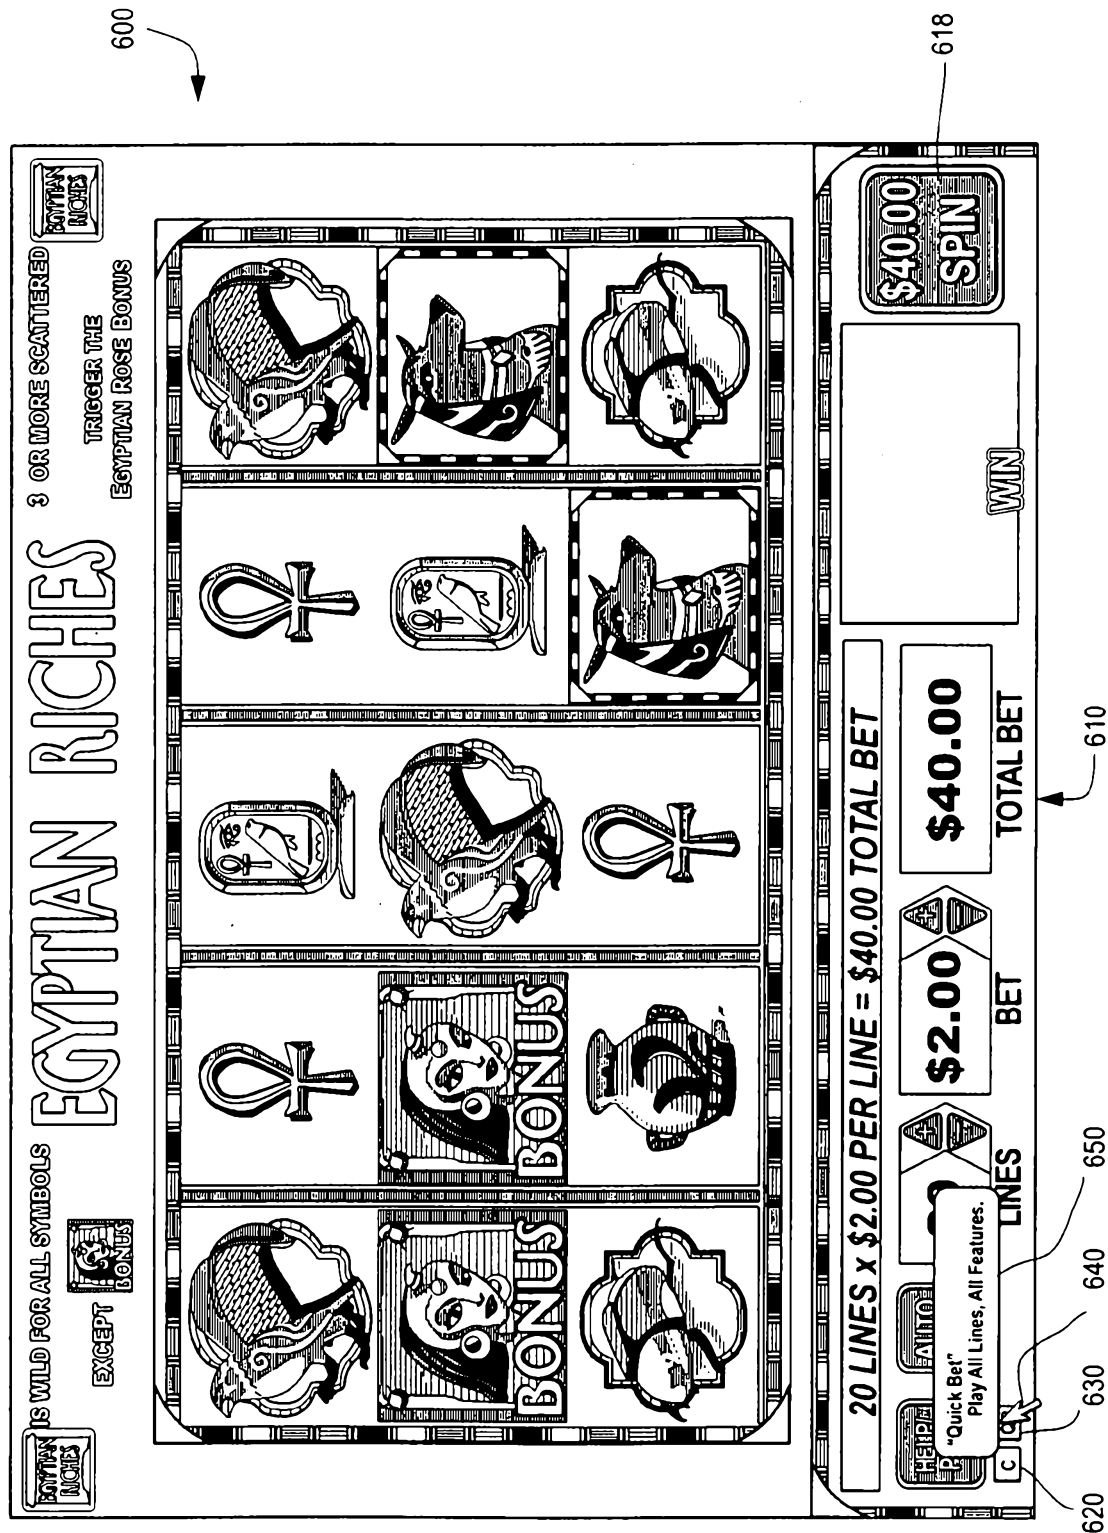 600
EGYPTIAN
RICHES
IS WILD FOR ALL SYMBOLS
EXCEPT
BONUS
EGYPTIAN RICHES
3 OR MORE SCATTERED
EGYPTIAN
RICHES
TRIGGER THE
EGYPTIAN ROSE BONUS
BONUS
BONUS
20 LINES x $2.00 PER LINE = $40.00 TOTAL BET
HELP/
AUTO
$2.00
$40.00
$40.00
SPIN
618
"Quick Bet"
Play All Lines, All Features.
C
Q
LINES
BET
TOTAL BET
WIN
620
630
640
650
610